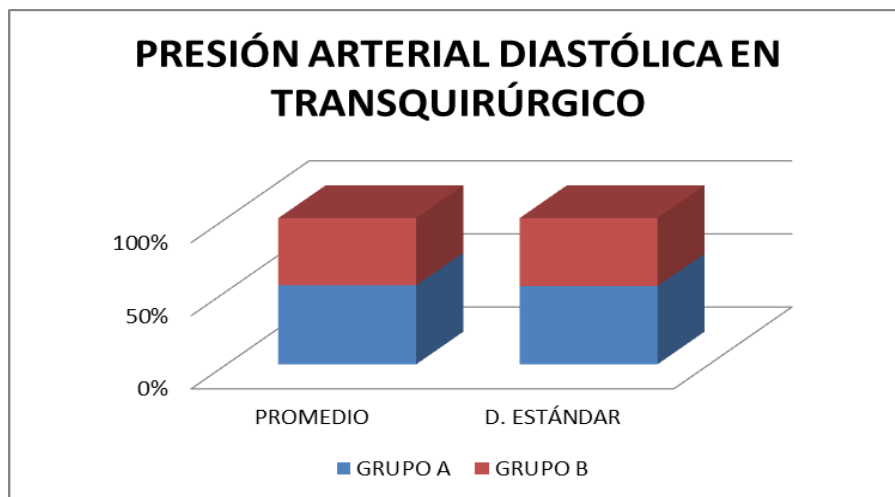 PRESIÓN ARTERIAL DIASTÓLICA EN
TRANSQUIRÚRGICO
100%
50%
0%
PROMEDIO D. ESTÁNDAR
GRUPO A GRUPO B